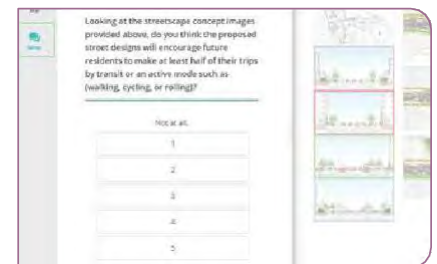 Looking at the streetscape concept images
provided above, do you think the proposed
street designs will encourage future
residents to make at least half of their trips
by transit or an active mode such as
(walking, cycling, or rolling)?
Not at all.
1
2
3
4
5